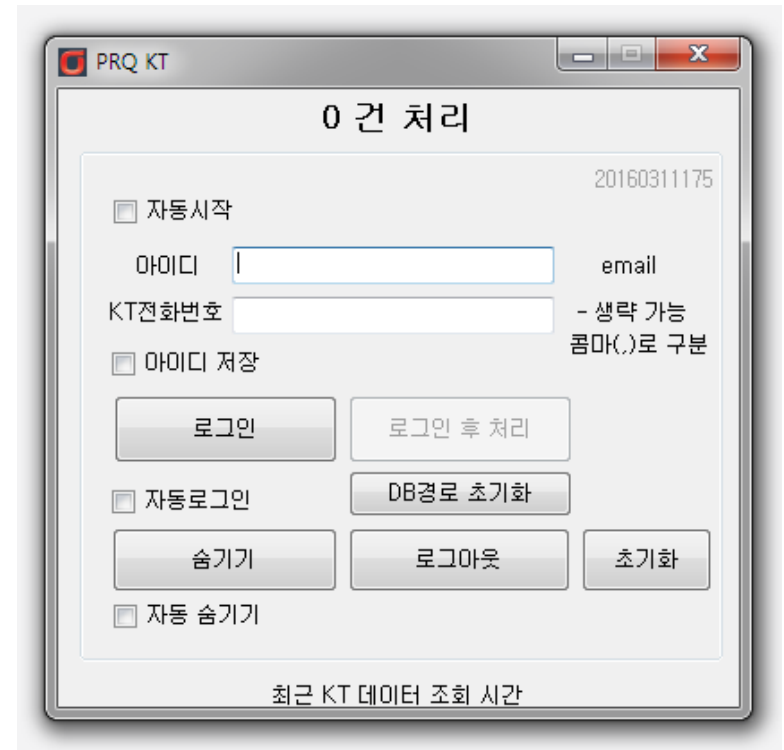 PRQ KT
0 건 처리
20160311175
자동시작
아이디 email
KT전화번호 - 생략 가능
콤마(,)로 구분
아이디 저장
로그인 로그인 후 처리
자동로그인 DB경로 초기화
숨기기 로그아웃 초기화
자동 숨기기
최근 KT 데이터 조회 시간